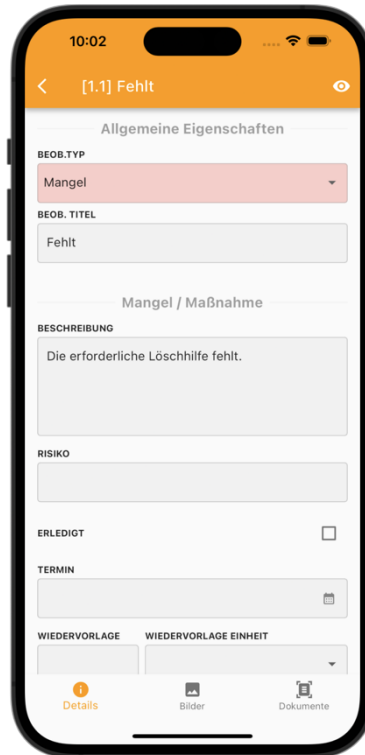 10:02
[1.1] Fehlt
Allgemeine Eigenschaften
BEOB.TYP
Mangel
BEOB. TITEL
Fehlt
Mangel / Maßnahme
BESCHREIBUNG
Die erforderliche Löschhilfe fehlt.
RISIKO
ERLEDIGT
TERMIN
WIEDERVORLAGE WIEDERVORLAGE EINHEIT
Details Bilder Dokumente